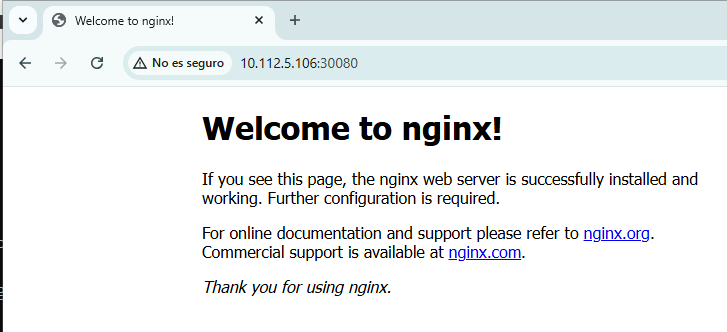 Welcome to nginx!
No es seguro 10.112.5.106:30080
Welcome to nginx!
If you see this page, the nginx web server is successfully installed and
working. Further configuration is required.
For online documentation and support please refer to nginx.org.
Commercial support is available at nginx.com.
Thank you for using nginx.